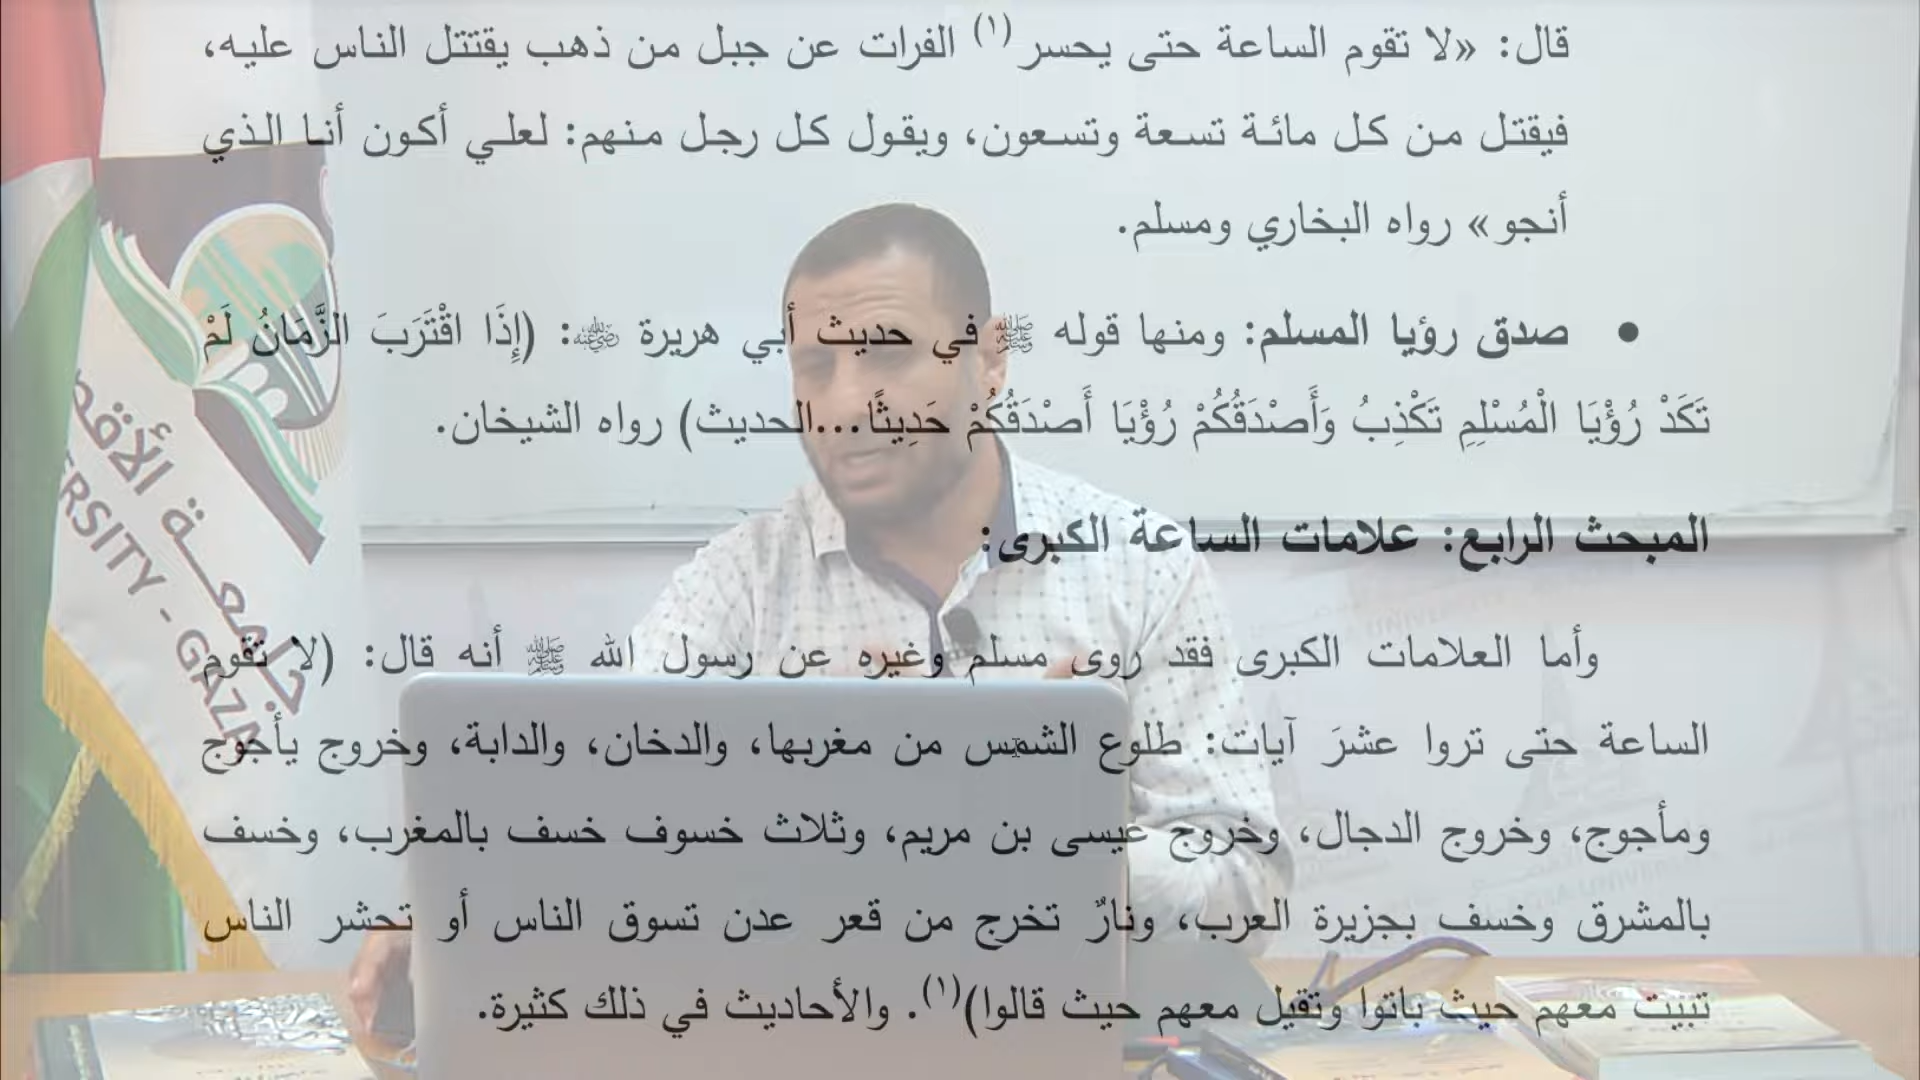 قال: «لا تقوم الساعة حتى يحسر(١) الفرات عن جبل من ذهب يقتتل الناس عليه،
فيقتل من كل مائة تسعة وتسعون، ويقول كل رجل منهم: لعلي أكون أنا الذي
أنجو» رواه البخاري ومسلم.
• صدق رؤيا المسلم: ومنها قوله ﷺ في حديث أبي هريرة رضي الله عنه: (إِذَا اقْتَرَبَ الزَّمَانُ لَمْ
تَكَدْ رُؤْيَا الْمُسْلِمِ تَكْذِبُ وَأَصْدَقُكُمْ رُؤْيَا أَصْدَقُكُمْ حَدِيثًا...الحديث) رواه الشيخان.
المبحث الرابع: علامات الساعة الكبرى:
وأما العلامات الكبرى فقد روى مسلم وغيره عن رسول الله ﷺ أنه قال: (لا تقوم
الساعة حتى تروا عشرَ آيات: طلوع الشمس من مغربها، والدخان، والدابة، وخروج يأجوج
ومأجوج، وخروج الدجال، وخروج عيسى بن مريم، وثلاث خسوف خسف بالمغرب، وخسف
بالمشرق وخسف بجزيرة العرب، ونارٌ تخرج من قعر عدن تسوق الناس أو تحشر الناس
تبيت معهم حيث باتوا وتقيل معهم حيث قالوا)(١). والأحاديث في ذلك كثيرة.
جامعة الأقصى
ERSITY - GAZA